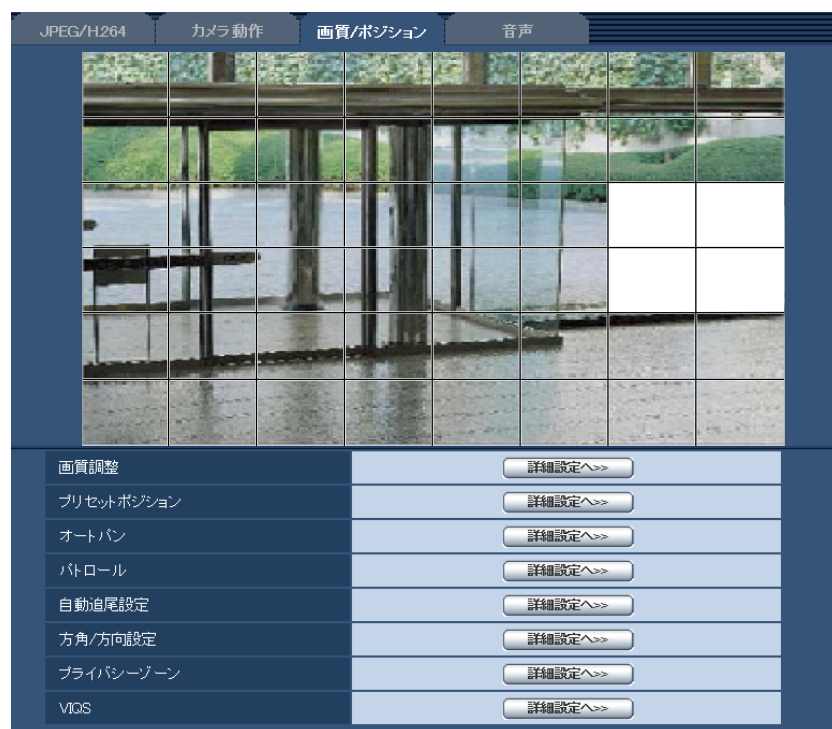 JPEG/H.264 カメラ動作 画質/ポジション 音声
画質調整 詳細設定へ>>
プリセットポジション 詳細設定へ>>
オートパン 詳細設定へ>>
パトロール 詳細設定へ>>
自動追尾設定 詳細設定へ>>
方角/方向設定 詳細設定へ>>
プライバシーゾーン 詳細設定へ>>
VIQS 詳細設定へ>>